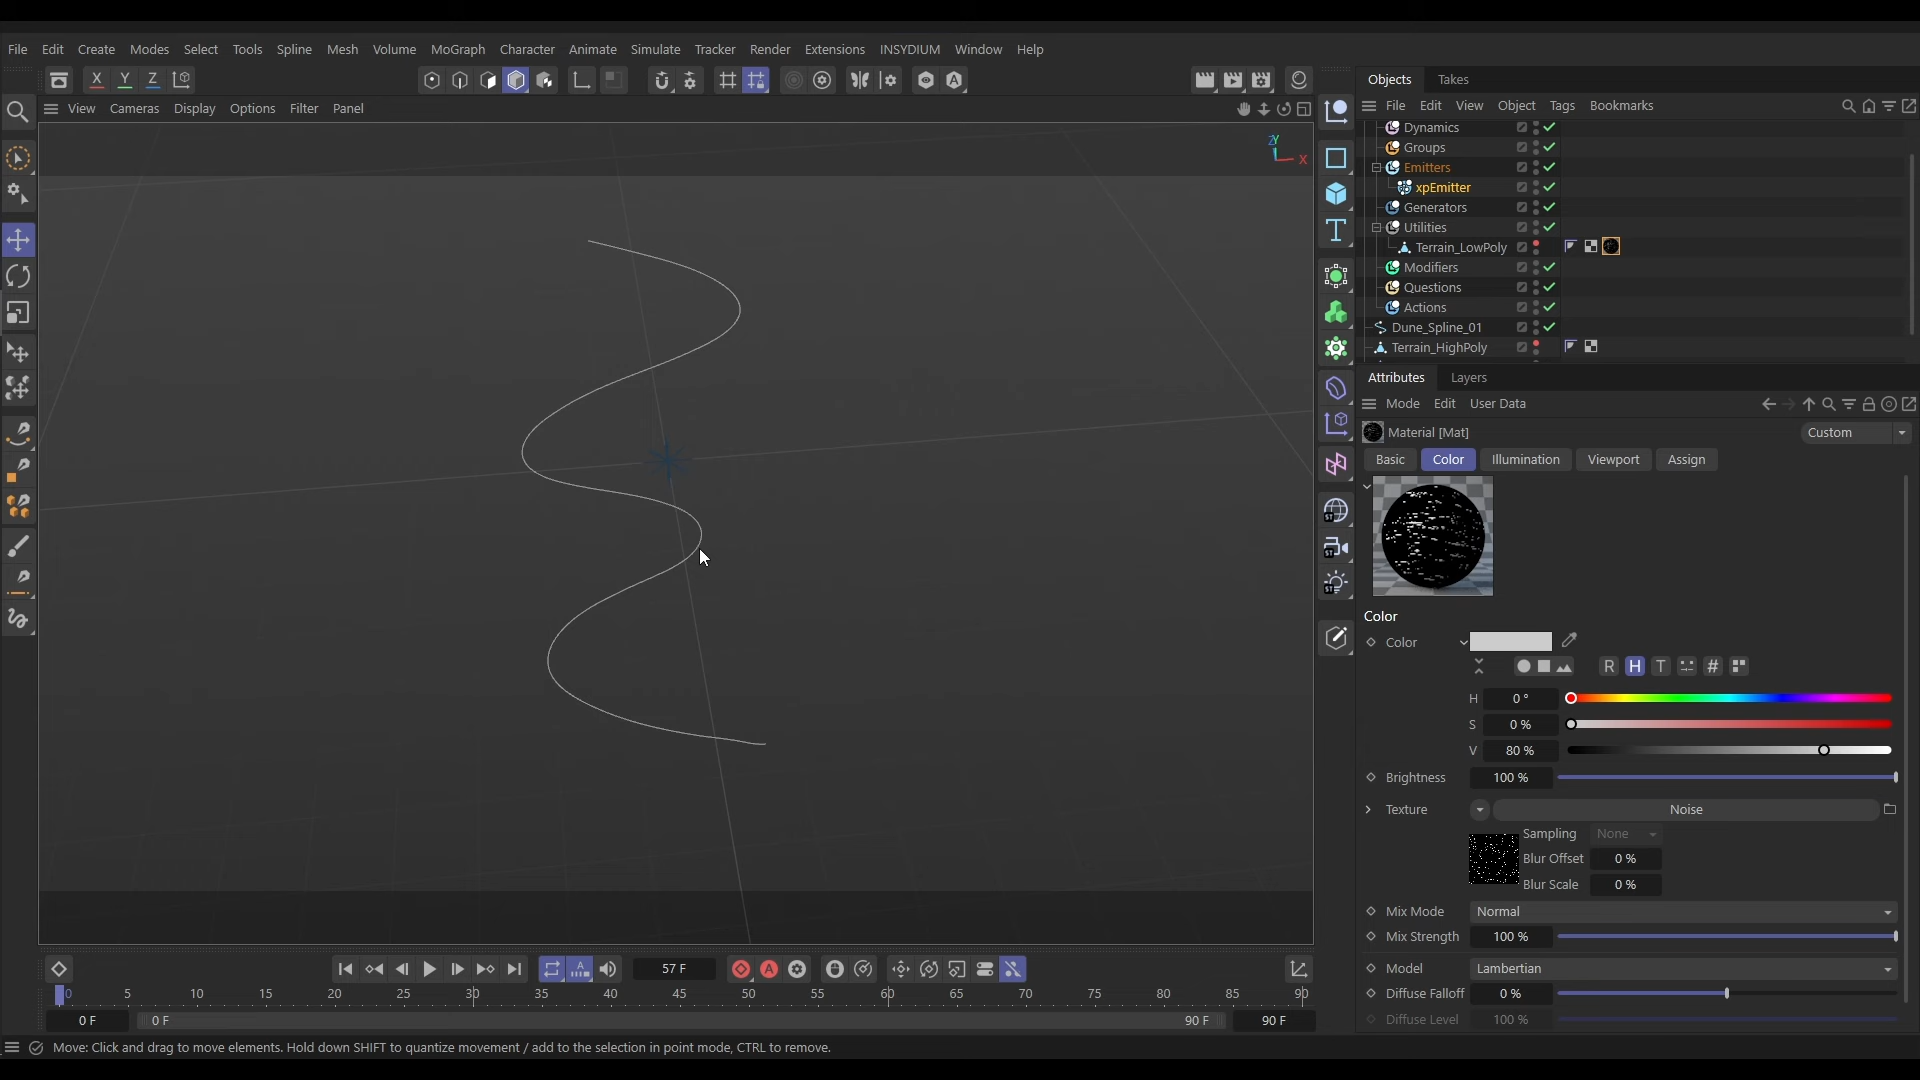 File Edit Create Modes Select Tools Spline Mesh Volume MoGraph Character Animate Simulate Tracker Render Extensions INSYDIUM Window Help
X Y Z
View Cameras Display Options Filter Panel
Y
Z
X
Objects Takes
File Edit View Object Tags Bookmarks
Dynamics
Groups
Emitters
xpEmitter
Generators
Utilities
Terrain_LowPoly
Modifiers
Questions
Actions
Dune_Spline_01
Terrain_HighPoly
Attributes Layers
Mode Edit User Data
Material [Mat]
Custom
Basic Color Illumination Viewport Assign
Color
Color
R H T #
H 0 °
S 0 %
V 80 %
Brightness 100 %
Texture Noise
Sampling None
Blur Offset 0 %
Blur Scale 0 %
Mix Mode Normal
Mix Strength 100 %
Model Lambertian
Diffuse Falloff 0 %
Diffuse Level 100 %
57 F
0 5 10 15 20 25 30 35 40 45 50 55 60 65 70 75 80 85 90
0 F 0 F 90 F 90 F
Move: Click and drag to move elements. Hold down SHIFT to quantize movement / add to the selection in point mode, CTRL to remove.